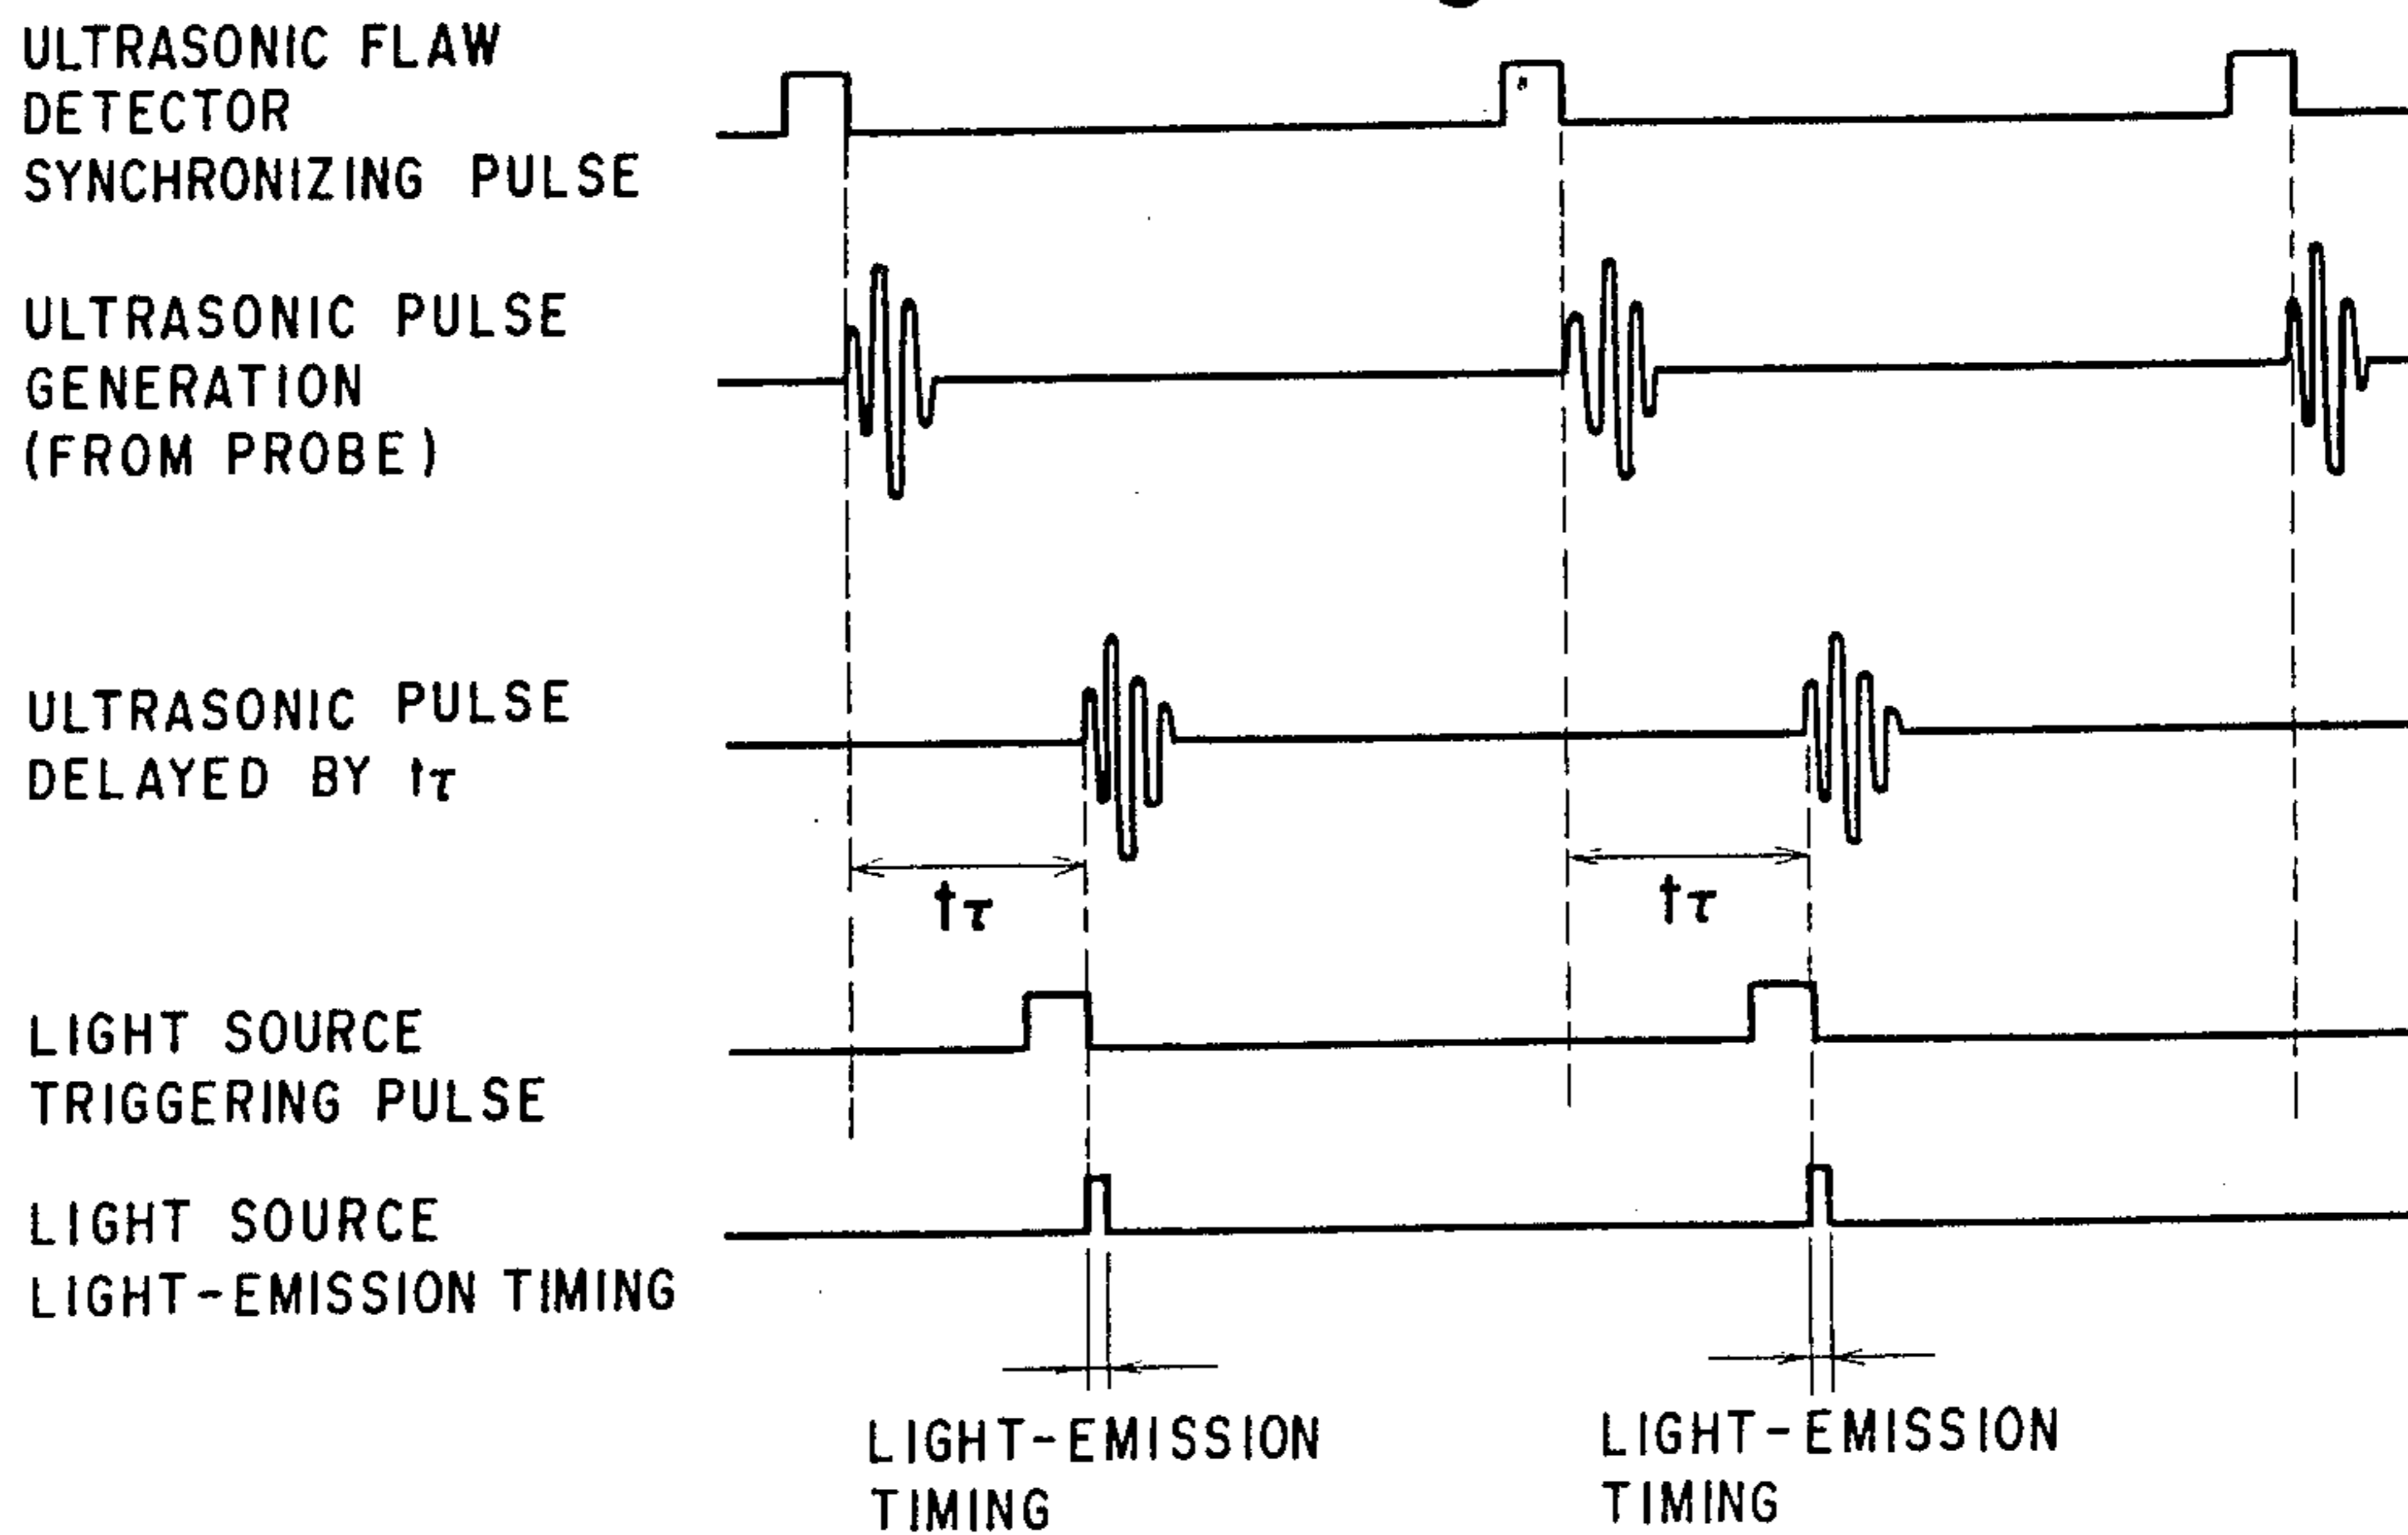 ULTRASONIC FLAW
DETECTOR
SYNCHRONIZING PULSE
ULTRASONIC PULSE
GENERATION
(FROM PROBE)
ULTRASONIC PULSE
DELAYED BY tτ
tτ
tτ
LIGHT SOURCE
TRIGGERING PULSE
LIGHT SOURCE
LIGHT-EMISSION TIMING
LIGHT-EMISSION
TIMING
LIGHT-EMISSION
TIMING